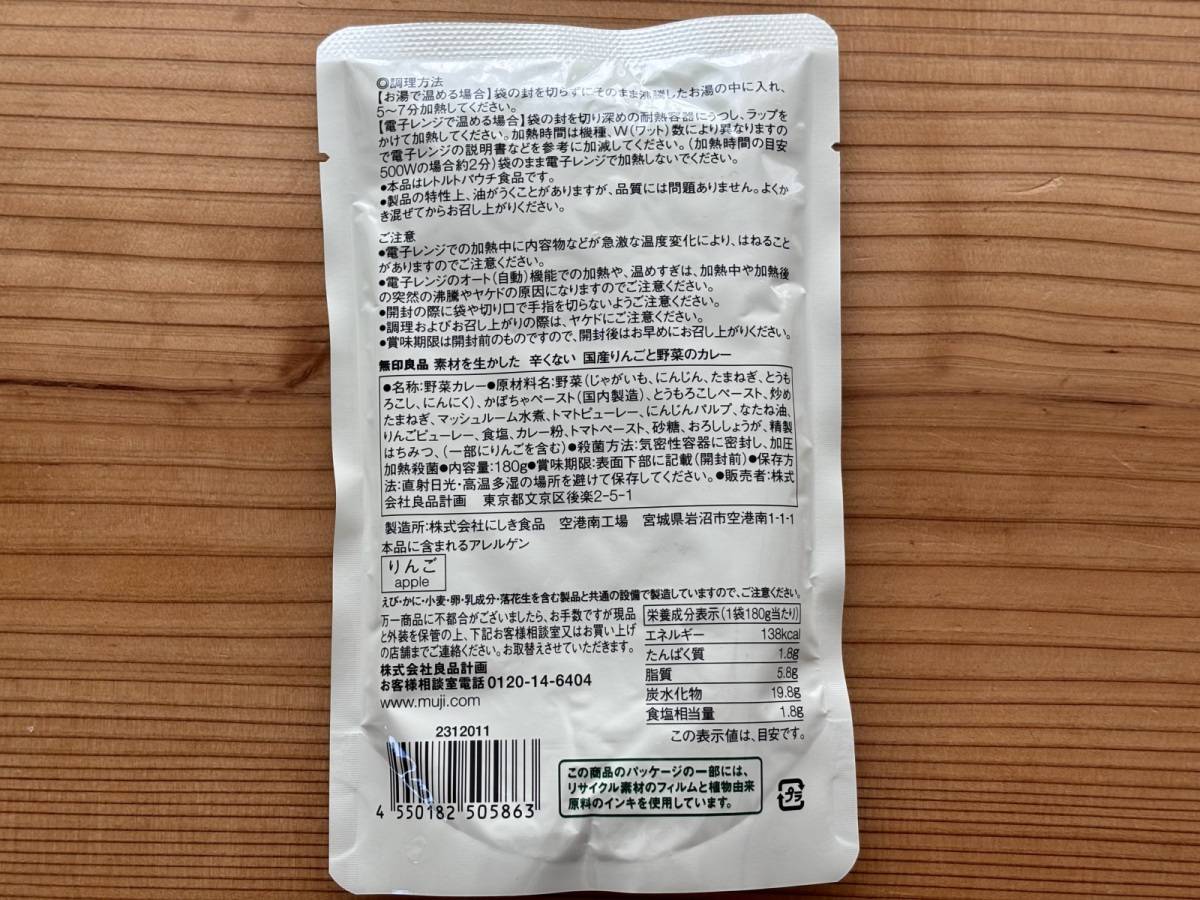 ◎調理方法
【お湯で温める場合】袋の封を切らずにそのまま沸騰したお湯の中に入れ、
5〜7分加熱してください。
【電子レンジで温める場合】袋の封を切り深めの耐熱容器にうつし、ラップを
かけて加熱してください。加熱時間は機種、W(ワット)数により異なりますの
で電子レンジの説明書などを参考に加減してください。(加熱時間の目安
500Wの場合約2分)袋のまま電子レンジで加熱しないでください。
●本品はレトルトパウチ食品です。
●製品の特性上、油がうくことがありますが、品質には問題ありません。よくか
き混ぜてからお召し上がりください。
ご注意
●電子レンジでの加熱中に内容物などが急激な温度変化により、はねること
がありますのでご注意ください。
●電子レンジのオート(自動)機能での加熱や、温めすぎは、加熱中や加熱後
の突然の沸騰やヤケドの原因になりますのでご注意ください。
●開封の際に袋や切り口で手指を切らないようご注意ください。
●調理およびお召し上がりの際は、ヤケドにご注意ください。
●賞味期限は開封前のものですので、開封後はお早めにお召し上がりください。
無印良品 素材を生かした 辛くない 国産りんごと野菜のカレー
●名称:野菜カレー●原材料名:野菜(じゃがいも、にんじん、たまねぎ、とうも
ろこし、にんにく)、かぼちゃペースト(国内製造)、とうもろこしペースト、炒め
たまねぎ、マッシュルーム水煮、トマトピューレー、にんじんパルプ、なたね油、
りんごピューレー、食塩、カレー粉、トマトペースト、砂糖、おろししょうが、精製
はちみつ、(一部にりんごを含む)●殺菌方法:気密性容器に密封し、加圧
加熱殺菌●内容量:180g●賞味期限:表面下部に記載(開封前)●保存方
法:直射日光・高温多湿の場所を避けて保存してください。●販売者:株式
会社良品計画 東京都文京区後楽2-5-1
製造所:株式会社にしき食品 空港南工場 宮城県岩沼市空港南1-1-1
本品に含まれるアレルゲン
りんご
apple
えび・かに・小麦・卵・乳成分・落花生を含む製品と共通の設備で製造していますので、ご注意ください。
万一商品に不都合がございましたら、お手数ですが現品
と外装を保管の上、下記お客様相談室又はお買い上げ
の店舗までご連絡ください。お取替えさせていただきます。
株式会社良品計画
お客様相談室電話 0120-14-6404
www.muji.com
栄養成分表示(1袋180g当たり)
エネルギー 138kcal
たんぱく質 1.8g
脂質 5.8g
炭水化物 19.8g
食塩相当量 1.8g
この表示値は、目安です。
2312011
4 550182 505863
この商品のパッケージの一部には、
リサイクル素材のフィルムと植物由来
原料のインキを使用しています。
プラ